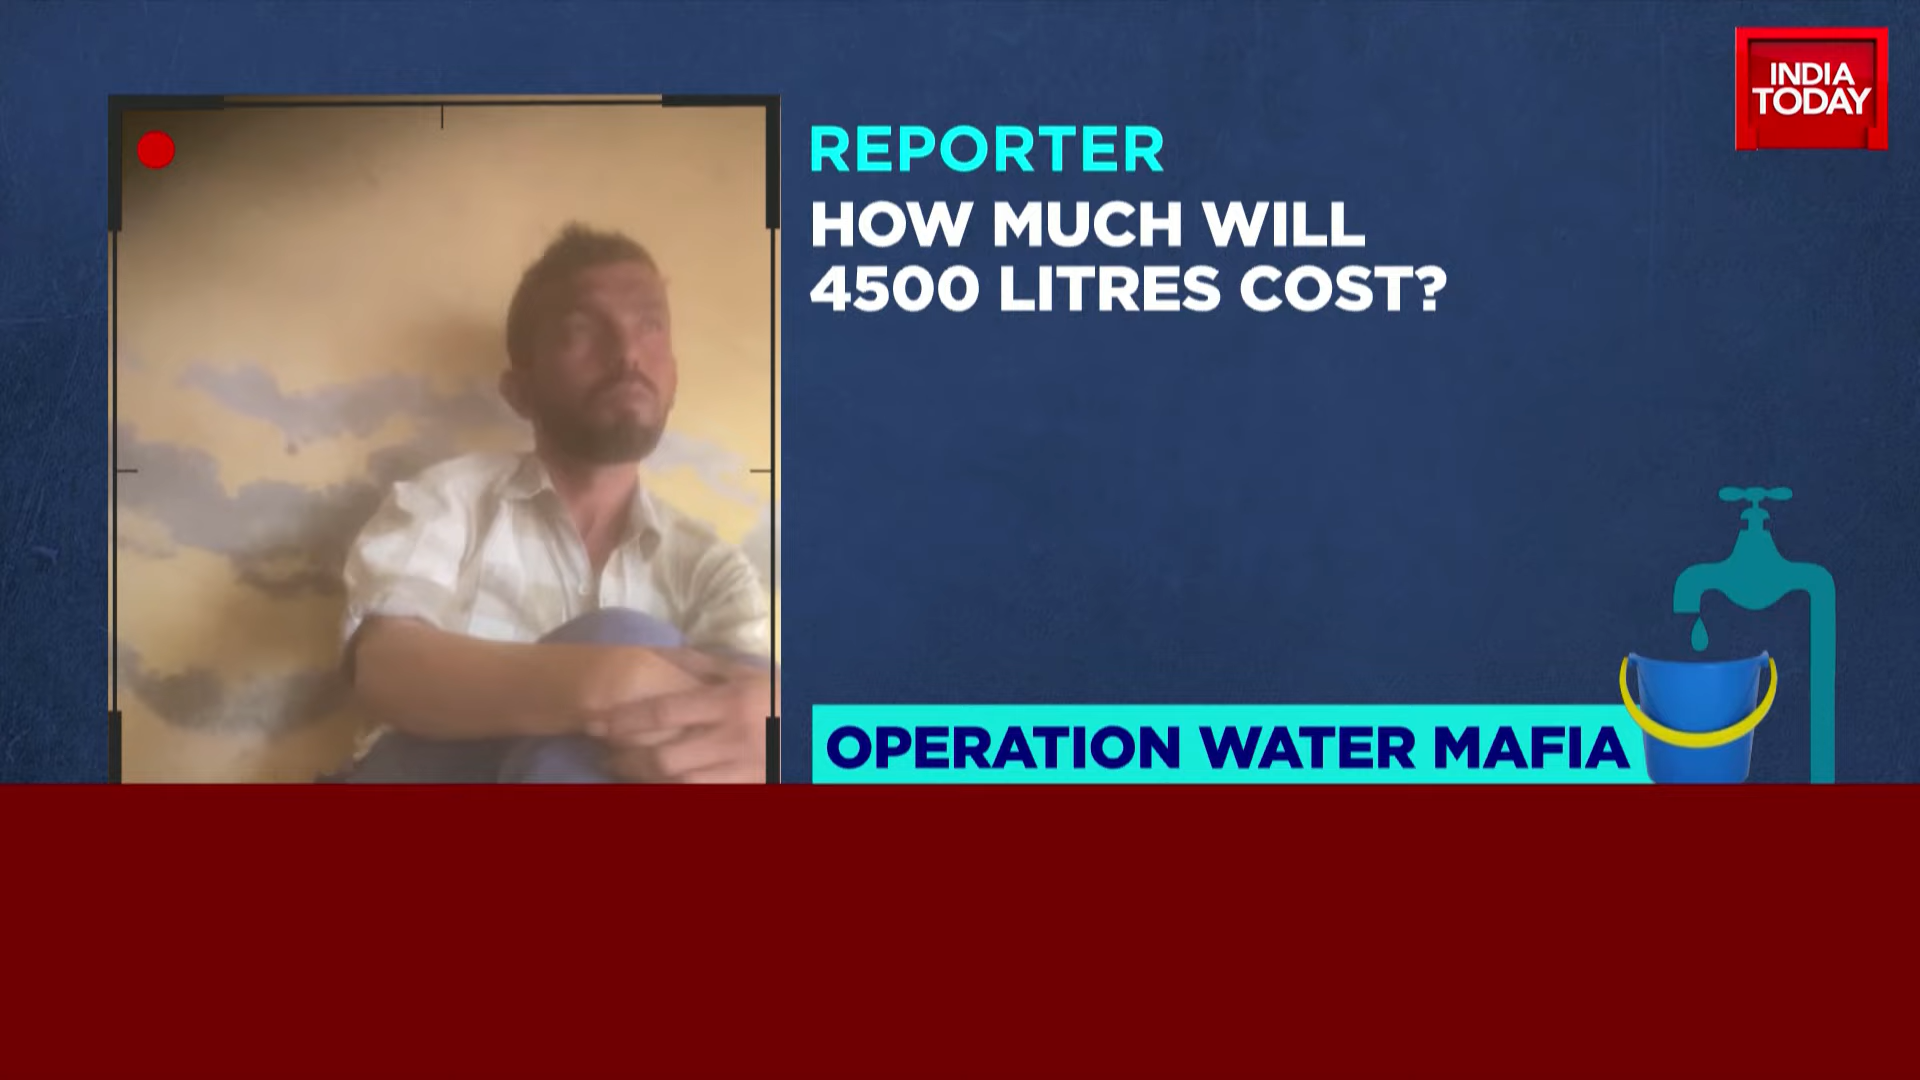 INDIA
TODAY
REPORTER
HOW MUCH WILL
4500 LITRES COST?
OPERATION WATER MAFIA